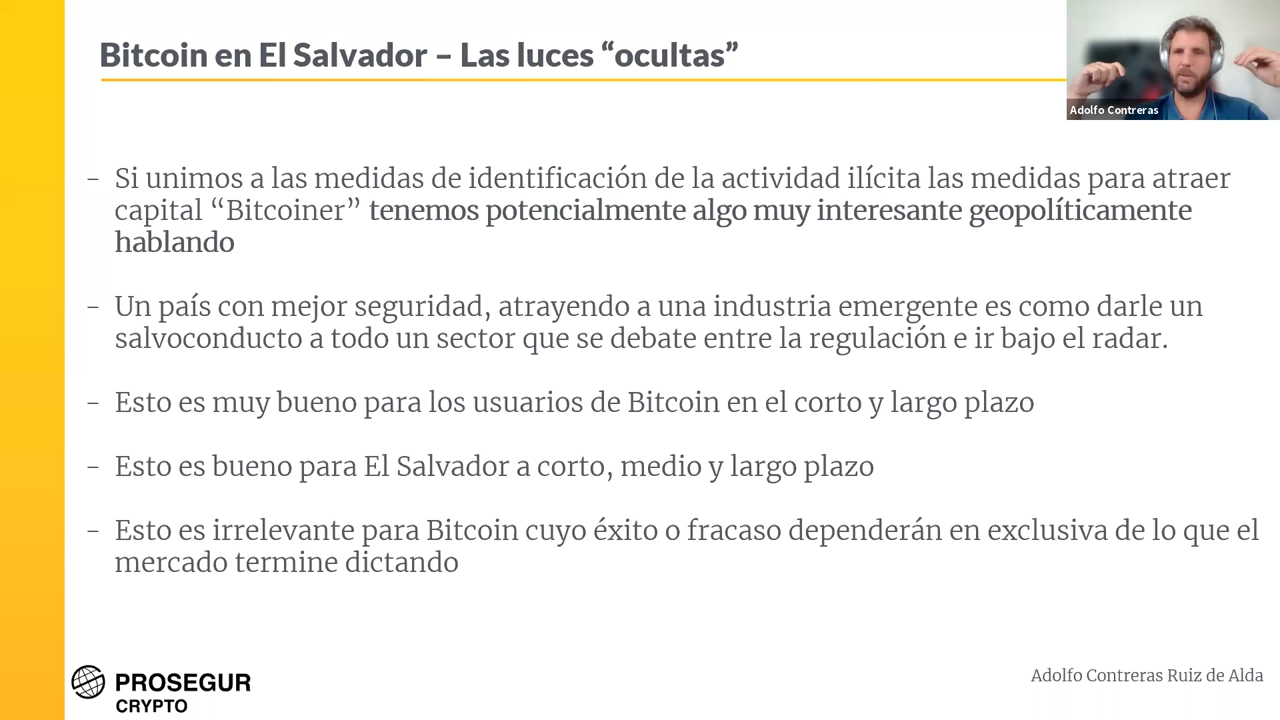 Bitcoin en El Salvador – Las luces “ocultas”
Adolfo Contreras
- Si unimos a las medidas de identificación de la actividad ilícita las medidas para atraer
capital “Bitcoiner” tenemos potencialmente algo muy interesante geopolíticamente
hablando
- Un país con mejor seguridad, atrayendo a una industria emergente es como darle un
salvoconducto a todo un sector que se debate entre la regulación e ir bajo el radar.
- Esto es muy bueno para los usuarios de Bitcoin en el corto y largo plazo
- Esto es bueno para El Salvador a corto, medio y largo plazo
- Esto es irrelevante para Bitcoin cuyo éxito o fracaso dependerán en exclusiva de lo que el
mercado termine dictando
PROSEGUR
CRYPTO
Adolfo Contreras Ruiz de Alda